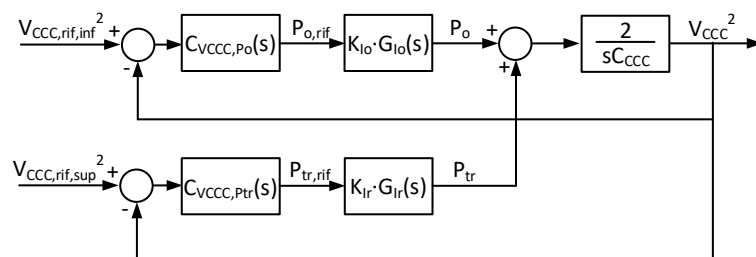 V_CCC,rif,inf^2 + - C_VCCC,Po(s) P_o,rif K_Io·G_Io(s) P_o + + 2/sC_CCC V_CCC^2
V_CCC,rif,sup^2 + - C_VCCC,Ptr(s) P_tr,rif K_Ir·G_Ir(s) P_tr